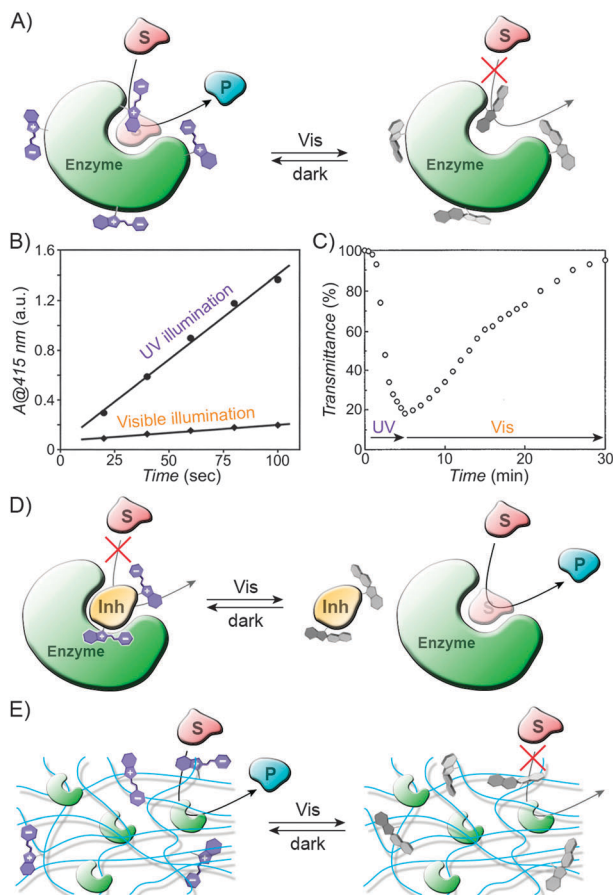 A)
S
P
Enzyme
Vis
dark
S
Enzyme
B)
1.6
1.2
0.8
0.4
0
A@415 nm (a.u.)
UV illumination
Visible illumination
0 25 50 75 100
Time (sec)
C)
100
80
60
40
20
0
Transmittance (%)
UV
Vis
0 10 20 30
Time (min)
D)
S
Inh
Enzyme
Vis
dark
Inh
S
S
P
Enzyme
E)
S
P
Vis
dark
S